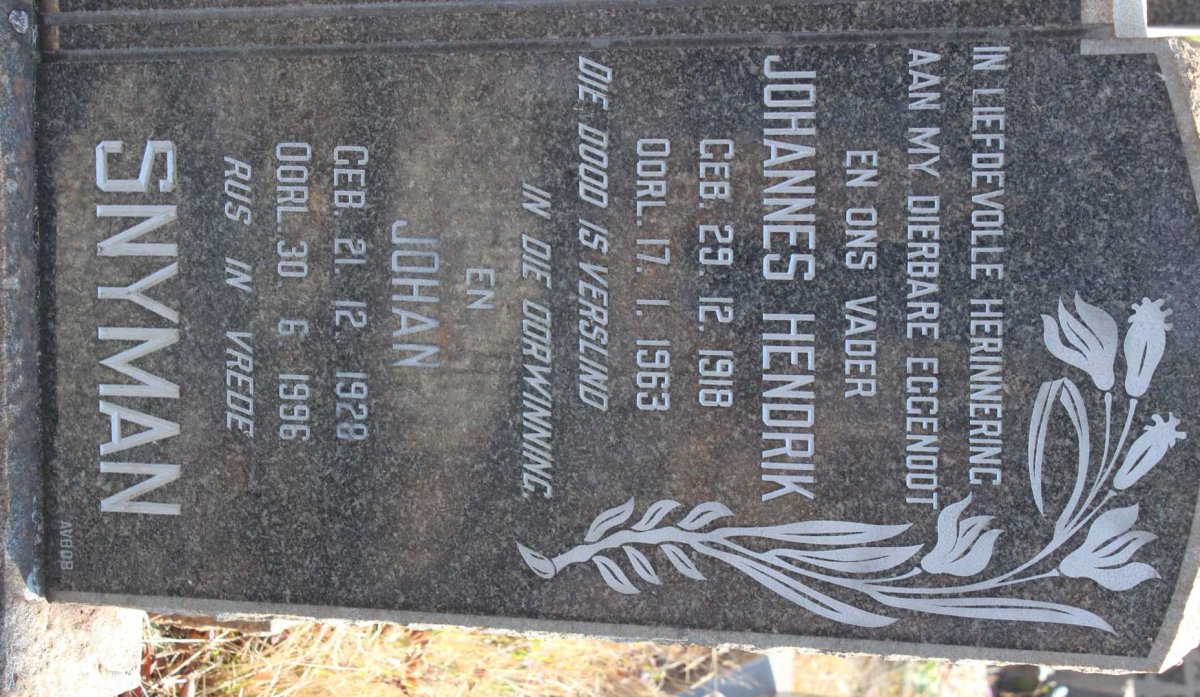 IN LIEFDEVOLLE HERINNERING
AAN MY DIERBARE EGGENOOT
EN ONS VADER
JOHANNES HENDRIK
GEB. 29. 12. 1918
OORL. 17. 1. 1963
DIE DOOD IS VERSLIND
IN DIE OORWINNING.
EN
JOHAN
GEB. 21. 12. 1928
OORL. 30. 6. 1996
RUS IN VREDE
SNYMAN